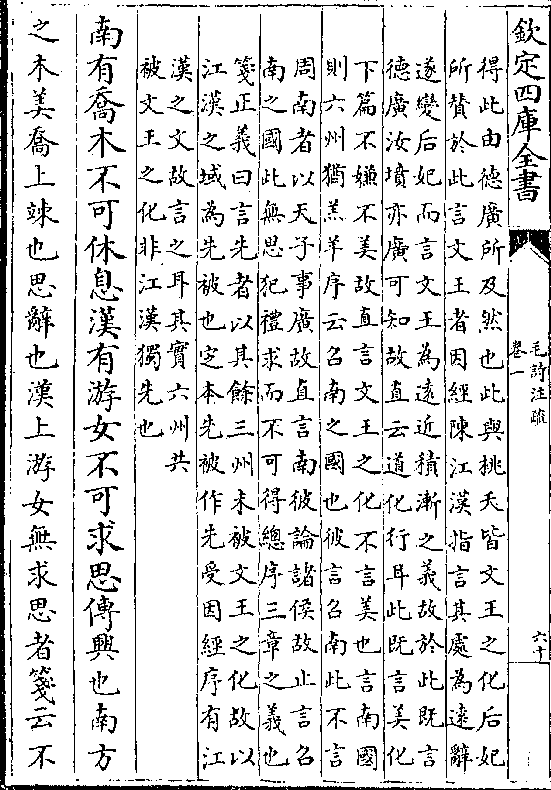 欽定四庫全書
毛詩注疏
卷一
六十
得此由德廣所及然也此與桃夭皆文王之化后妃
所贊於此言文王者因經陳江漢指言其處為遠辭
遂變后妃而言文王為遠近積漸之義故於此既言
德廣汝墳亦廣可知故直云道化行耳此既言美化
下篇不嫌不美故直言文王之化不言美也言南國
則六州猶羔羊序云召南之國也彼言召南此不言
周南者以天子事廣故直言南彼論諸侯故止言召
南之國此無思犯禮求而不可得總序三章之義也
箋正義曰言先者以其餘三州未被文王之化故以
江漢之域為先被也定本先被作先受因經序有江
漢之文故言之耳其實六州共
被文王之化非江漢獨先也
南有喬木不可休息漢有游女不可求思傳興也南方
之木美喬上竦也思辭也漢上游女無求思者箋云不